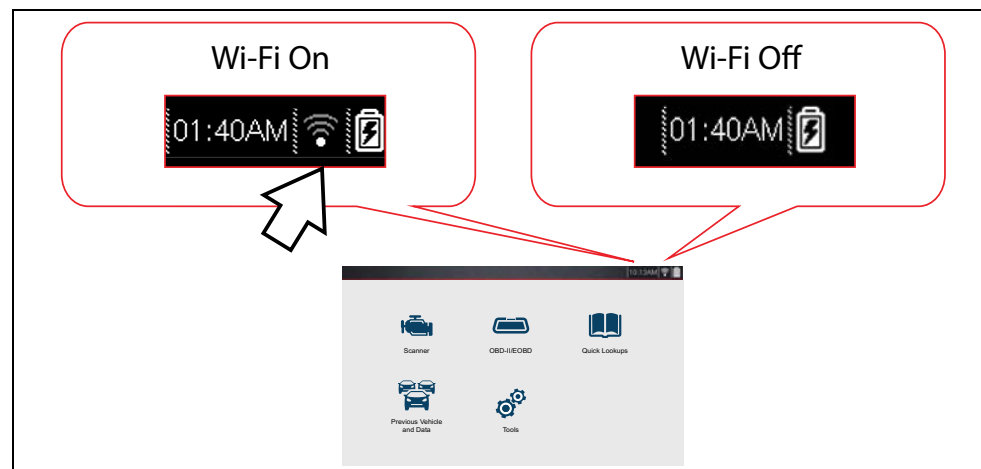 Wi-Fi On
01:40AM
Wi-Fi Off
01:40AM
10:13AM
Scanner
OBD-II/EOBD
Quick Lookups
Previous Vehicle
and Data
Tools